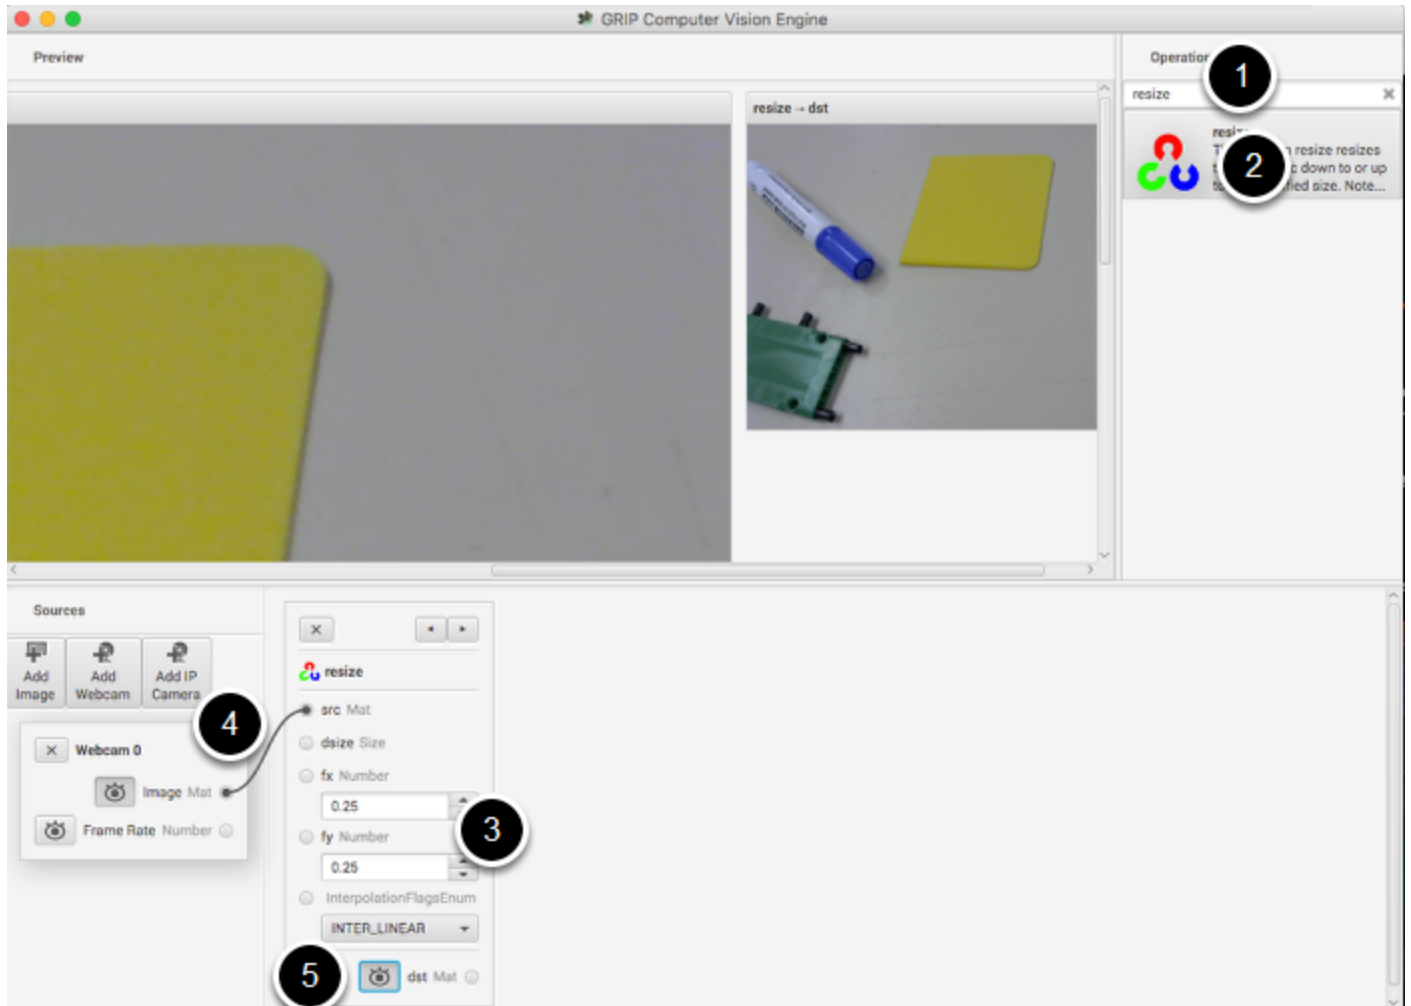 GRIP Computer Vision Engine
Preview
resize → dst
Operation
1
resize
2
resize resizes
down to or up
size. Note...
Sources
Add
Image
Add
Webcam
Add IP
Camera
4
Webcam 0
Image Mat
Frame Rate Number
resize
src Mat
dsize Size
fx Number
0.25
3
fy Number
0.25
InterpolationFlagsEnum
INTER_LINEAR
5
dst Mat